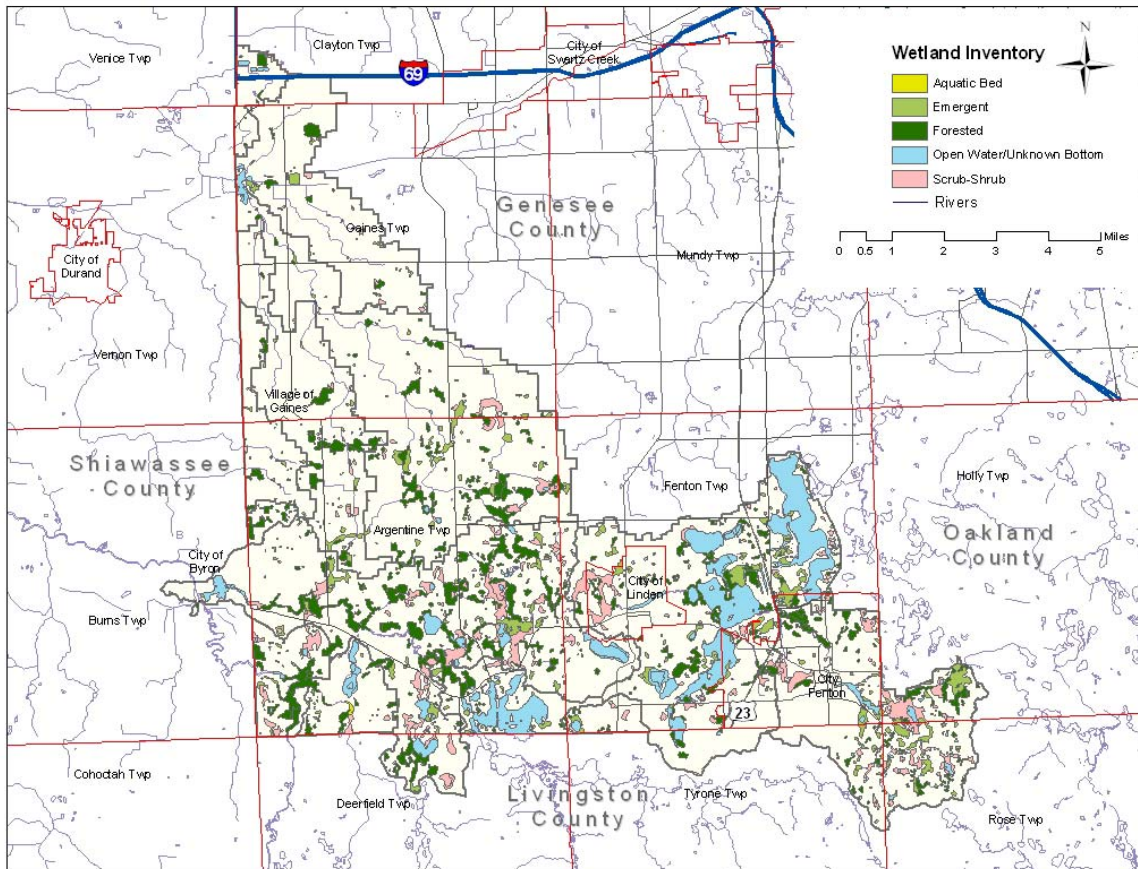 Venice Twp
Clayton Twp
City of
Swartz Creek
69
Wetland Inventory
N
Aquatic Bed
Emergent
Forested
Open Water/Unknown Bottom
Scrub-Shrub
Rivers
0 0.5 1 2 3 4 5 Miles
Genesee
County
Gaines Twp
Mundy Twp
City of
Durand
Vernon Twp
Village of
Gaines
Shiawassee
County
Fenton Twp
Holly Twp
Argentine Twp
Oakland
County
City of
Byron
City of
Linden
Burns Twp
City
Fenton
23
Cohoctah Twp
Deerfield Twp
Livingston
County
Tyrone Twp
Rose Twp